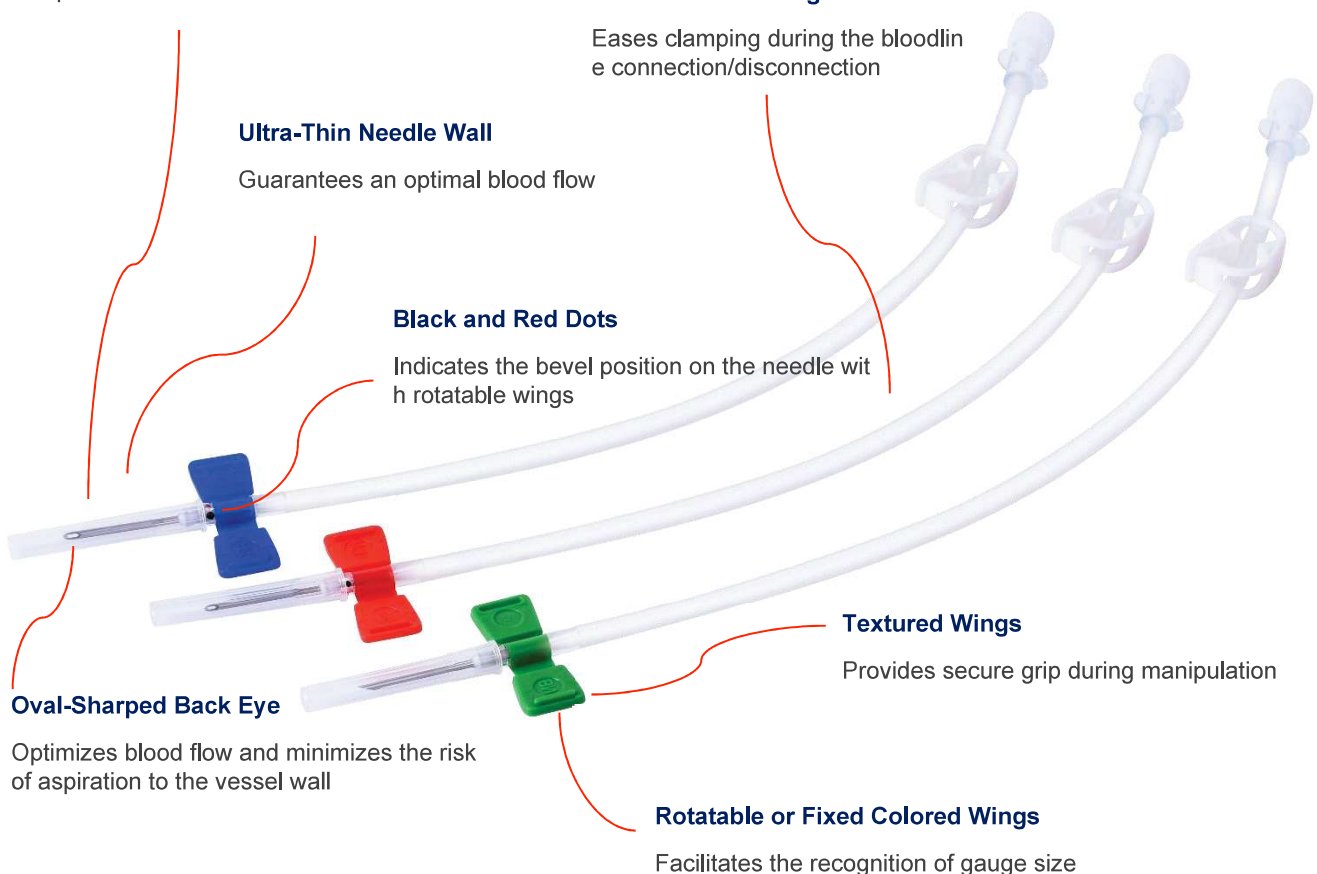 Eases clamping during the bloodlin
e connection/disconnection
Ultra-Thin Needle Wall
Guarantees an optimal blood flow
Black and Red Dots
Indicates the bevel position on the needle wit
h rotatable wings
Textured Wings
Provides secure grip during manipulation
Oval-Sharped Back Eye
Optimizes blood flow and minimizes the risk
of aspiration to the vessel wall
Rotatable or Fixed Colored Wings
Facilitates the recognition of gauge size